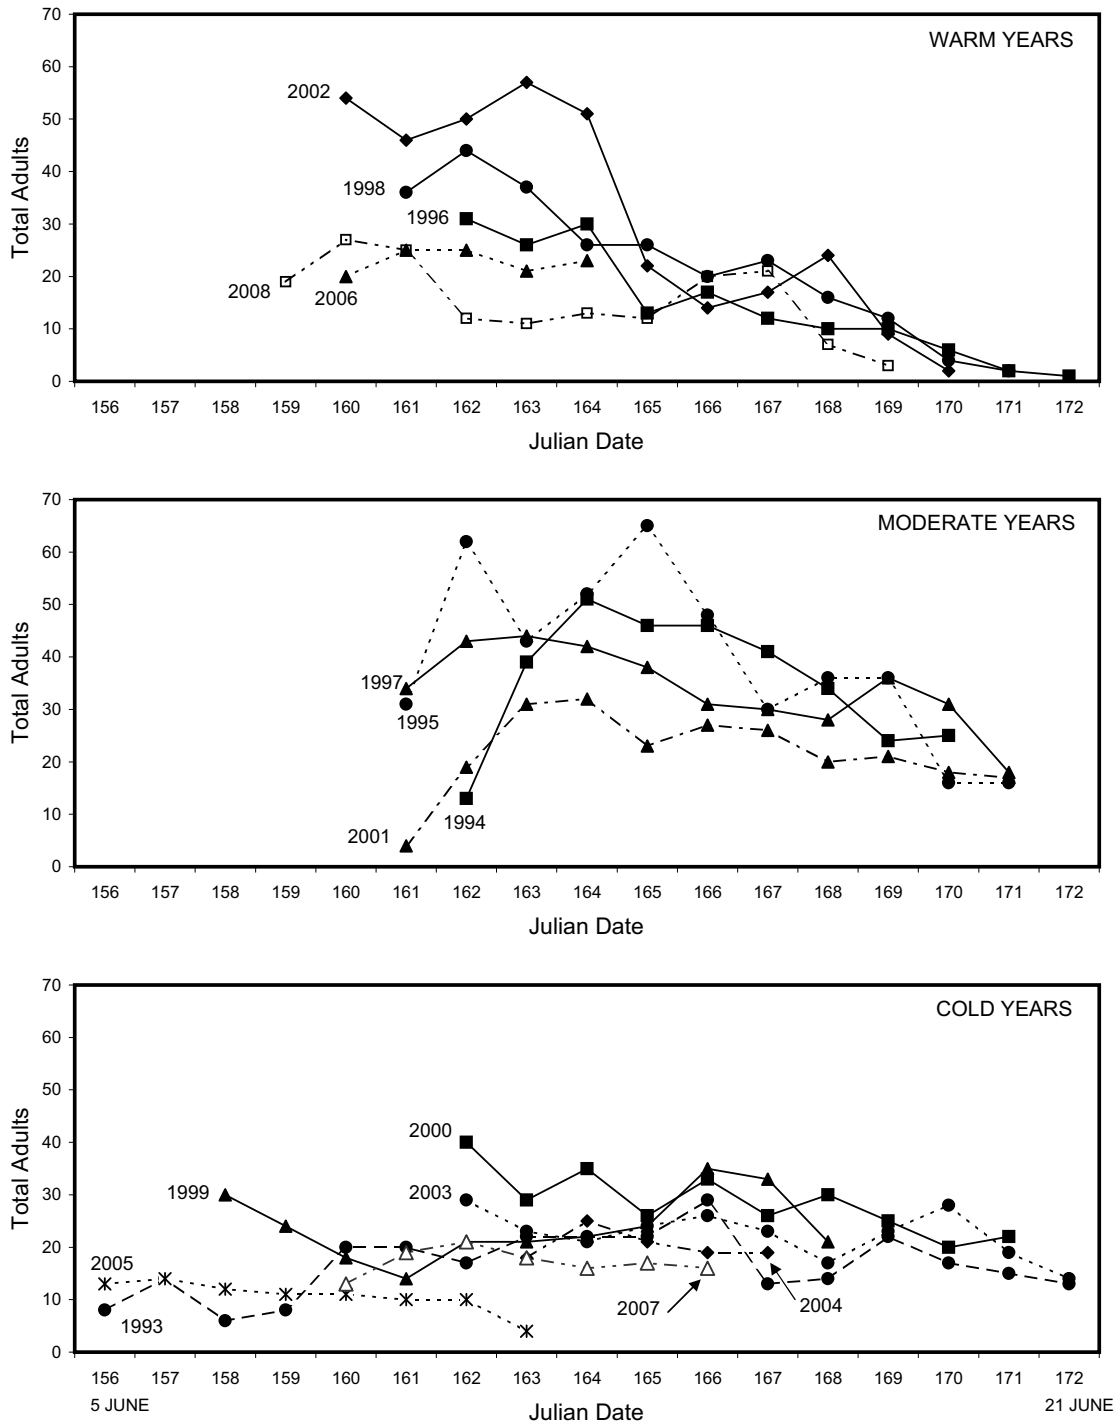 70
WARM YEARS
60
2002
50
40
1998
1996
30
20
2008
2006
10
0
Total Adults
156 157 158 159 160 161 162 163 164 165 166 167 168 169 170 171 172
Julian Date
70
MODERATE YEARS
60
50
40
1997
30
1995
20
10
1994
2001
0
Total Adults
156 157 158 159 160 161 162 163 164 165 166 167 168 169 170 171 172
Julian Date
70
COLD YEARS
60
50
40
2000
30
1999
2003
20
2005
10
1993
2007
2004
0
Total Adults
156 157 158 159 160 161 162 163 164 165 166 167 168 169 170 171 172
5 JUNE
21 JUNE
Julian Date